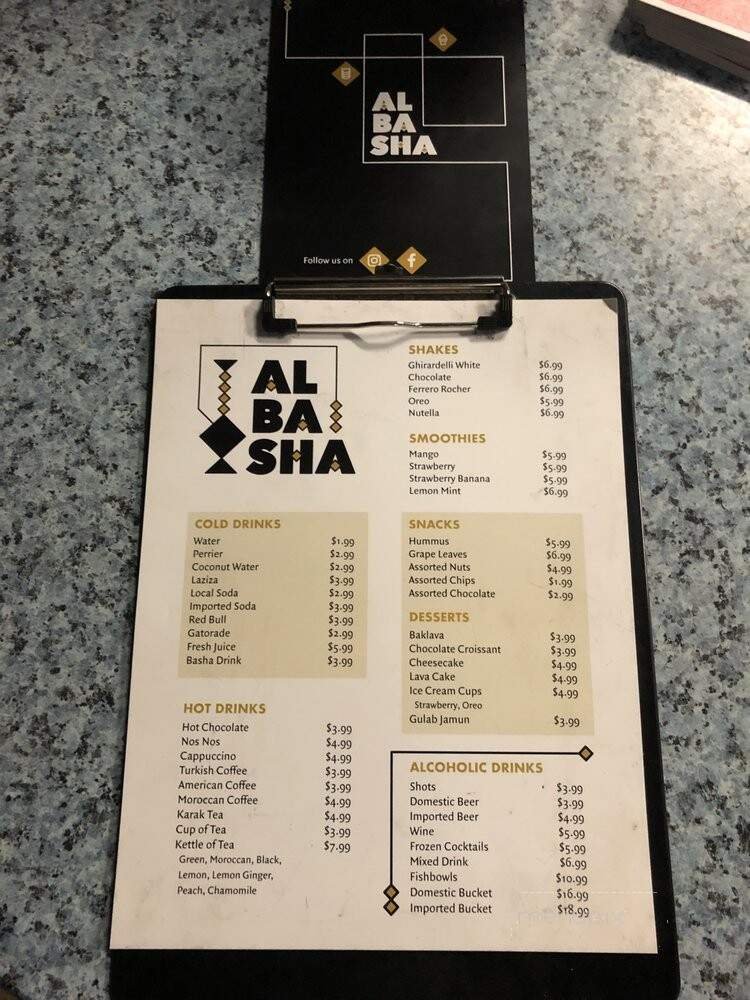 AL
BA
SHA
Follow us on
AL
BA
SHA
SHAKES
Ghirardelli White $6.99
Chocolate $6.99
Ferrero Rocher $6.99
Oreo $5.99
Nutella $6.99
SMOOTHIES
Mango $5.99
Strawberry $5.99
Strawberry Banana $5.99
Lemon Mint $6.99
COLD DRINKS
Water $1.99
Perrier $2.99
Coconut Water $2.99
Laziza $3.99
Local Soda $2.99
Imported Soda $3.99
Red Bull $3.99
Gatorade $2.99
Fresh Juice $5.99
Basha Drink $3.99
SNACKS
Hummus $5.99
Grape Leaves $6.99
Assorted Nuts $4.99
Assorted Chips $1.99
Assorted Chocolate $2.99
DESSERTS
Baklava $3.99
Chocolate Croissant $3.99
Cheesecake $4.99
Lava Cake $4.99
Ice Cream Cups $4.99
Strawberry, Oreo
Gulab Jamun $3.99
HOT DRINKS
Hot Chocolate $3.99
Nos Nos $4.99
Cappuccino $4.99
Turkish Coffee $3.99
American Coffee $3.99
Moroccan Coffee $4.99
Karak Tea $4.99
Cup of Tea $3.99
Kettle of Tea $7.99
Green, Moroccan, Black,
Lemon, Lemon Ginger,
Peach, Chamomile
ALCOHOLIC DRINKS
Shots $3.99
Domestic Beer $3.99
Imported Beer $4.99
Wine $5.99
Frozen Cocktails $5.99
Mixed Drink $6.99
Fishbowls $10.99
Domestic Bucket $16.99
Imported Bucket $18.99